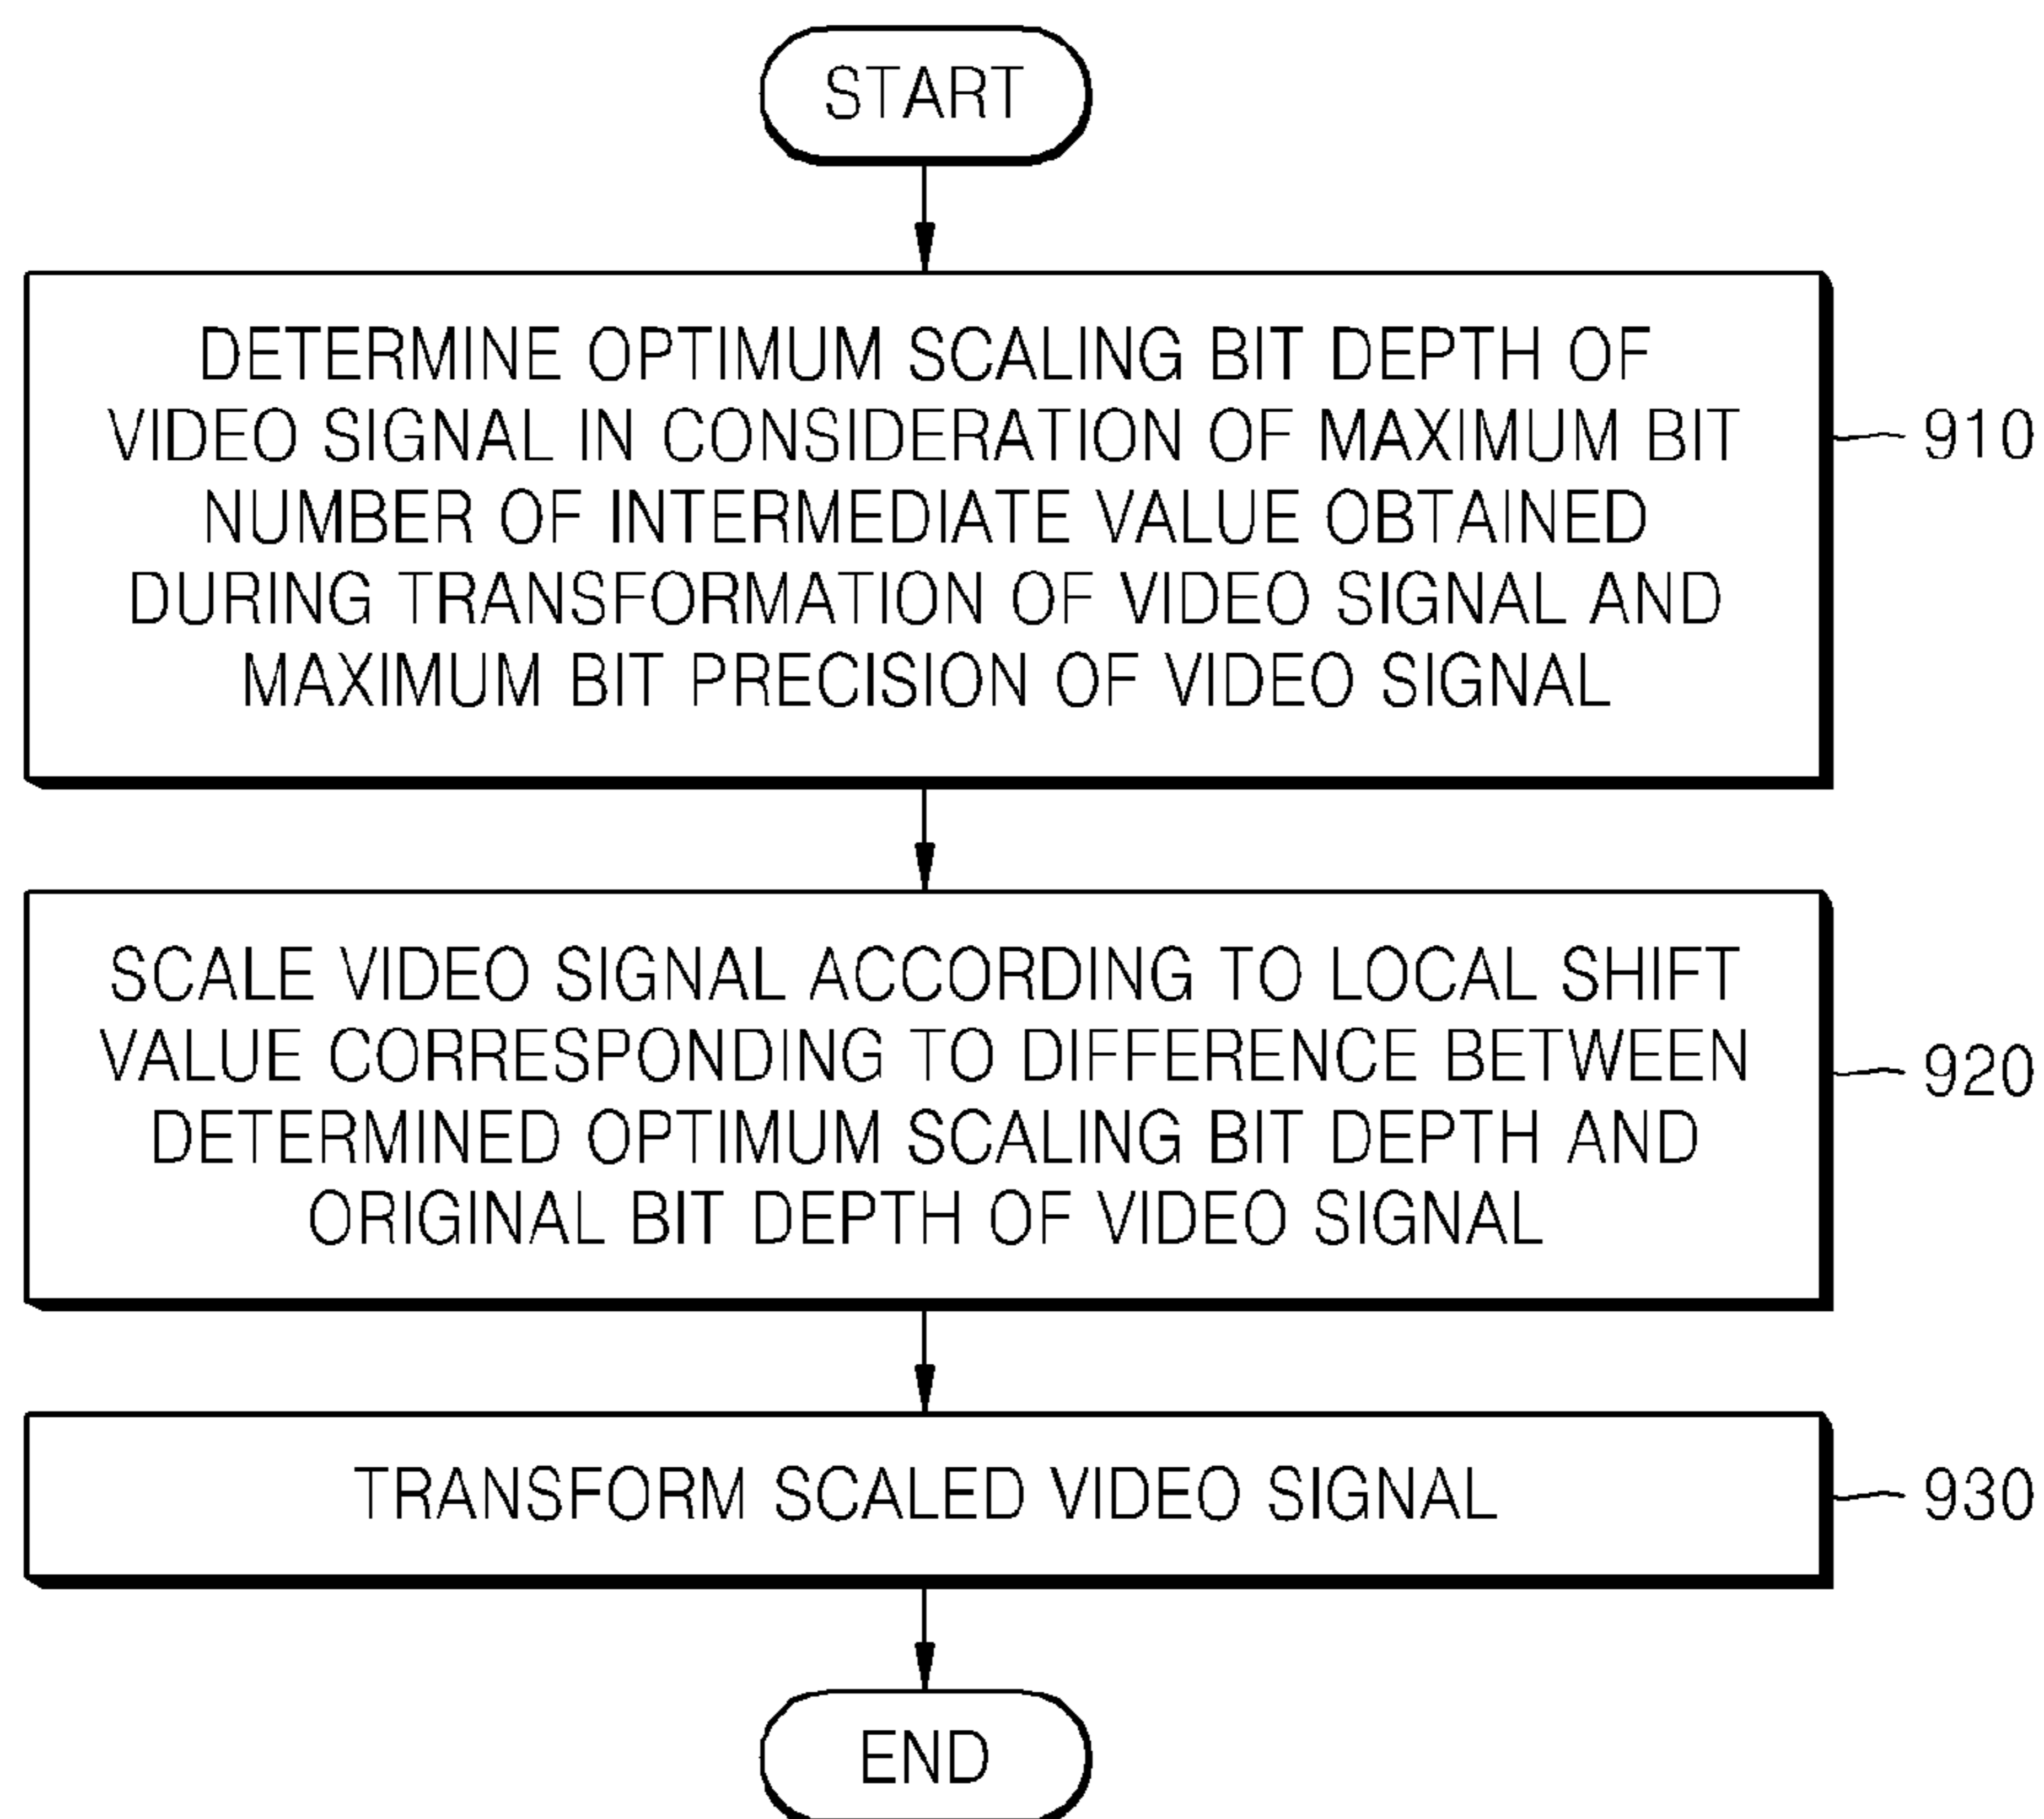 START
DETERMINE OPTIMUM SCALING BIT DEPTH OF
VIDEO SIGNAL IN CONSIDERATION OF MAXIMUM BIT
NUMBER OF INTERMEDIATE VALUE OBTAINED
DURING TRANSFORMATION OF VIDEO SIGNAL AND
MAXIMUM BIT PRECISION OF VIDEO SIGNAL
910
SCALE VIDEO SIGNAL ACCORDING TO LOCAL SHIFT
VALUE CORRESPONDING TO DIFFERENCE BETWEEN
DETERMINED OPTIMUM SCALING BIT DEPTH AND
ORIGINAL BIT DEPTH OF VIDEO SIGNAL
920
TRANSFORM SCALED VIDEO SIGNAL
930
END